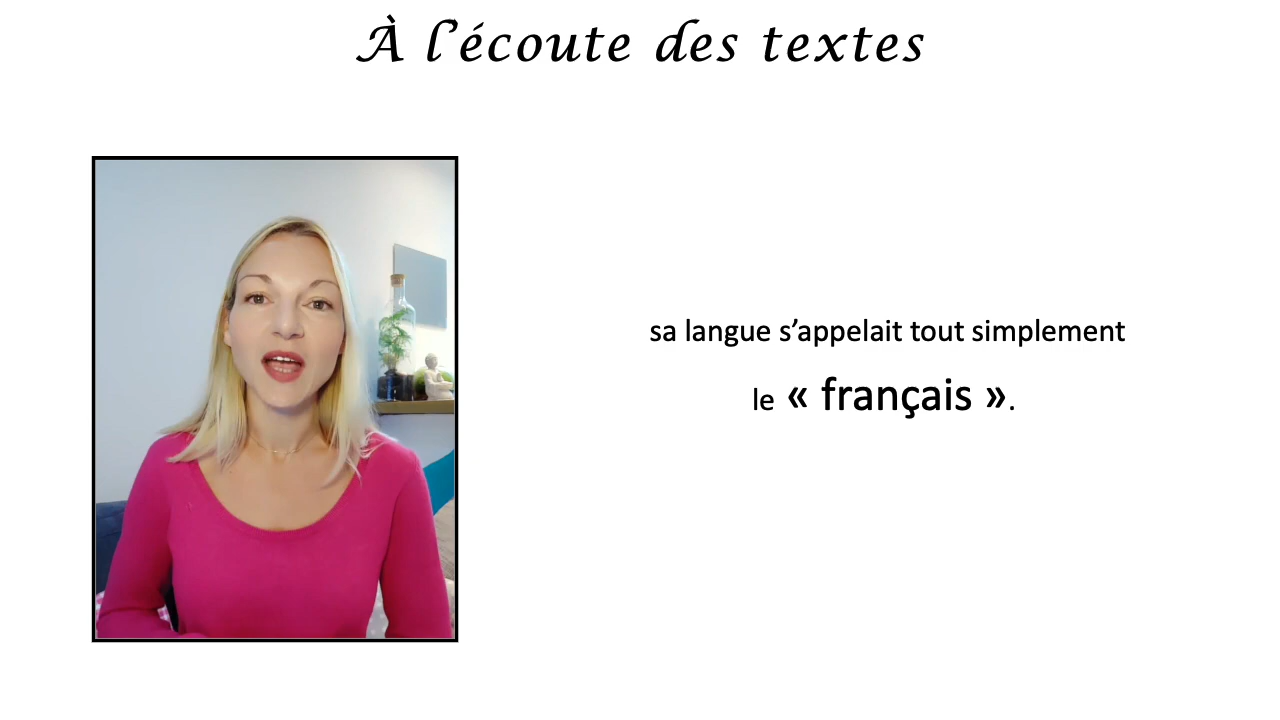 À l’écoute des textes
sa langue s’appelait tout simplement
le « français ».